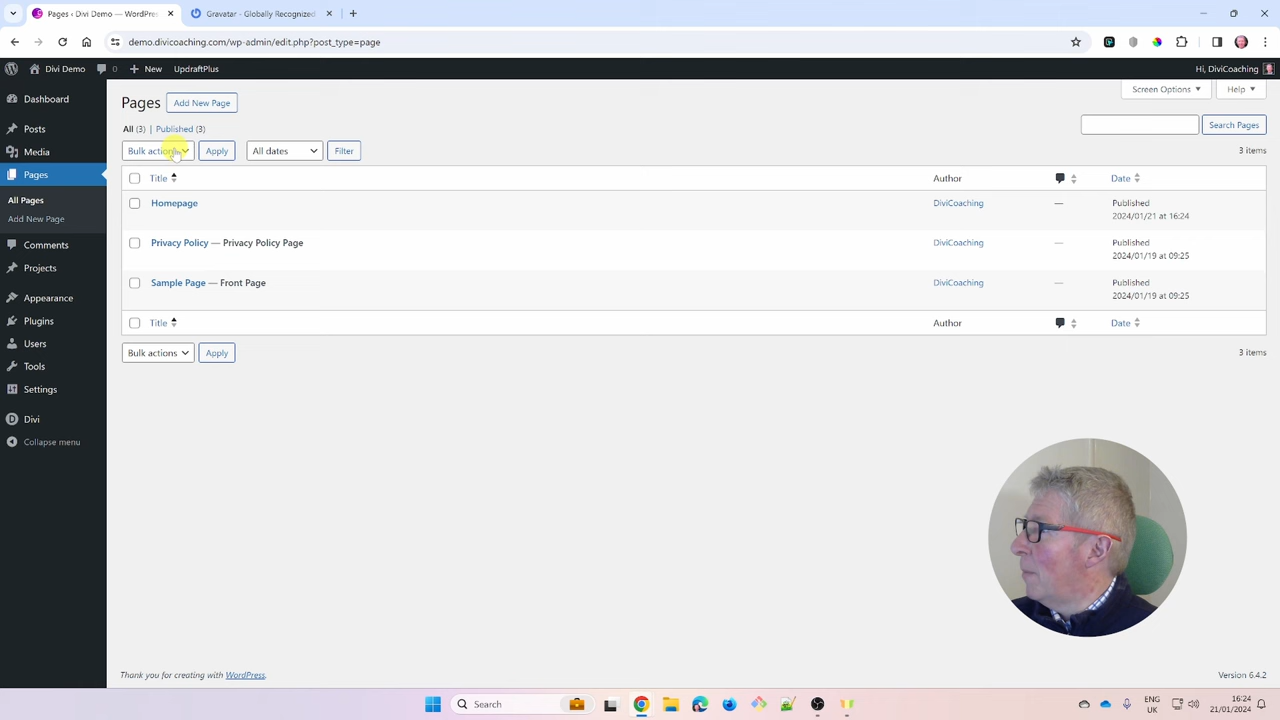 Pages ‹ Divi Demo — WordPres
Gravatar - Globally Recognized
demo.divicoaching.com/wp-admin/edit.php?post_type=page
Divi Demo 0 New UpdraftPlus Hi, DiviCoaching
Dashboard
Posts
Media
Pages
All Pages
Add New Page
Comments
Projects
Appearance
Plugins
Users
Tools
Settings
Divi
Collapse menu
Screen Options Help
Pages Add New Page
All (3) | Published (3)
Search Pages
Bulk actions Apply All dates Filter 3 items
Title Author Date
Homepage DiviCoaching — Published
2024/01/21 at 16:24
Privacy Policy — Privacy Policy Page DiviCoaching — Published
2024/01/19 at 09:25
Sample Page — Front Page DiviCoaching — Published
2024/01/19 at 09:25
Title Author Date
Bulk actions Apply 3 items
Thank you for creating with WordPress. Version 6.4.2
Search
ENG
UK
16:24
21/01/2024